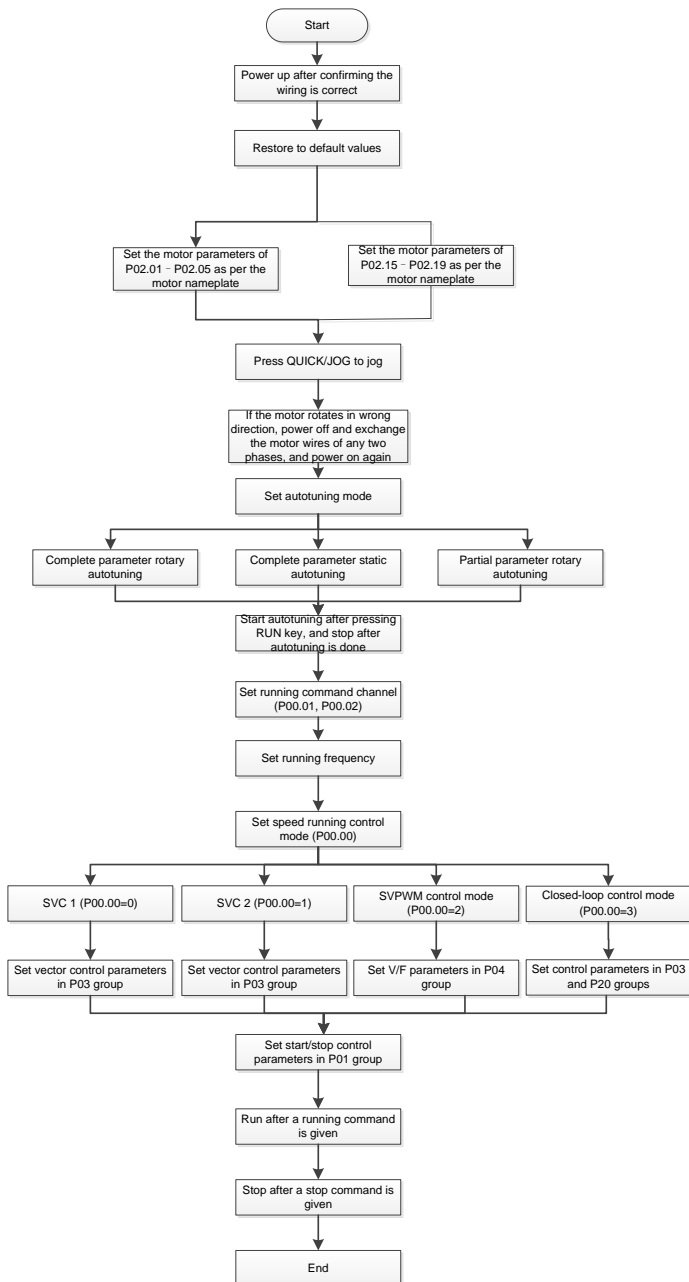 Start
Power up after confirming the
wiring is correct
Restore to default values
Set the motor parameters of
P02.01–P02.05 as per the
motor nameplate
Set the motor parameters of
P02.15–P02.19 as per the
motor nameplate
Press QUICK/JOG to jog
If the motor rotates in wrong
direction, power off and exchange
the motor wires of any two
phases, and power on again
Set autotuning mode
Complete parameter rotary
autotuning
Complete parameter static
autotuning
Partial parameter rotary
autotuning
Start autotuning after pressing
RUN key, and stop after
autotuning is done
Set running command channel
(P00.01, P00.02)
Set running frequency
Set speed running control
mode (P00.00)
SVC 1 (P00.00=0)
SVC 2 (P00.00=1)
SVPWM control mode
(P00.00=2)
Closed-loop control mode
(P00.00=3)
Set vector control parameters
in P03 group
Set vector control parameters
in P03 group
Set V/F parameters in P04
group
Set control parameters in P03
and P20 groups
Set start/stop control
parameters in P01 group
Run after a running command
is given
Stop after a stop command is
given
End